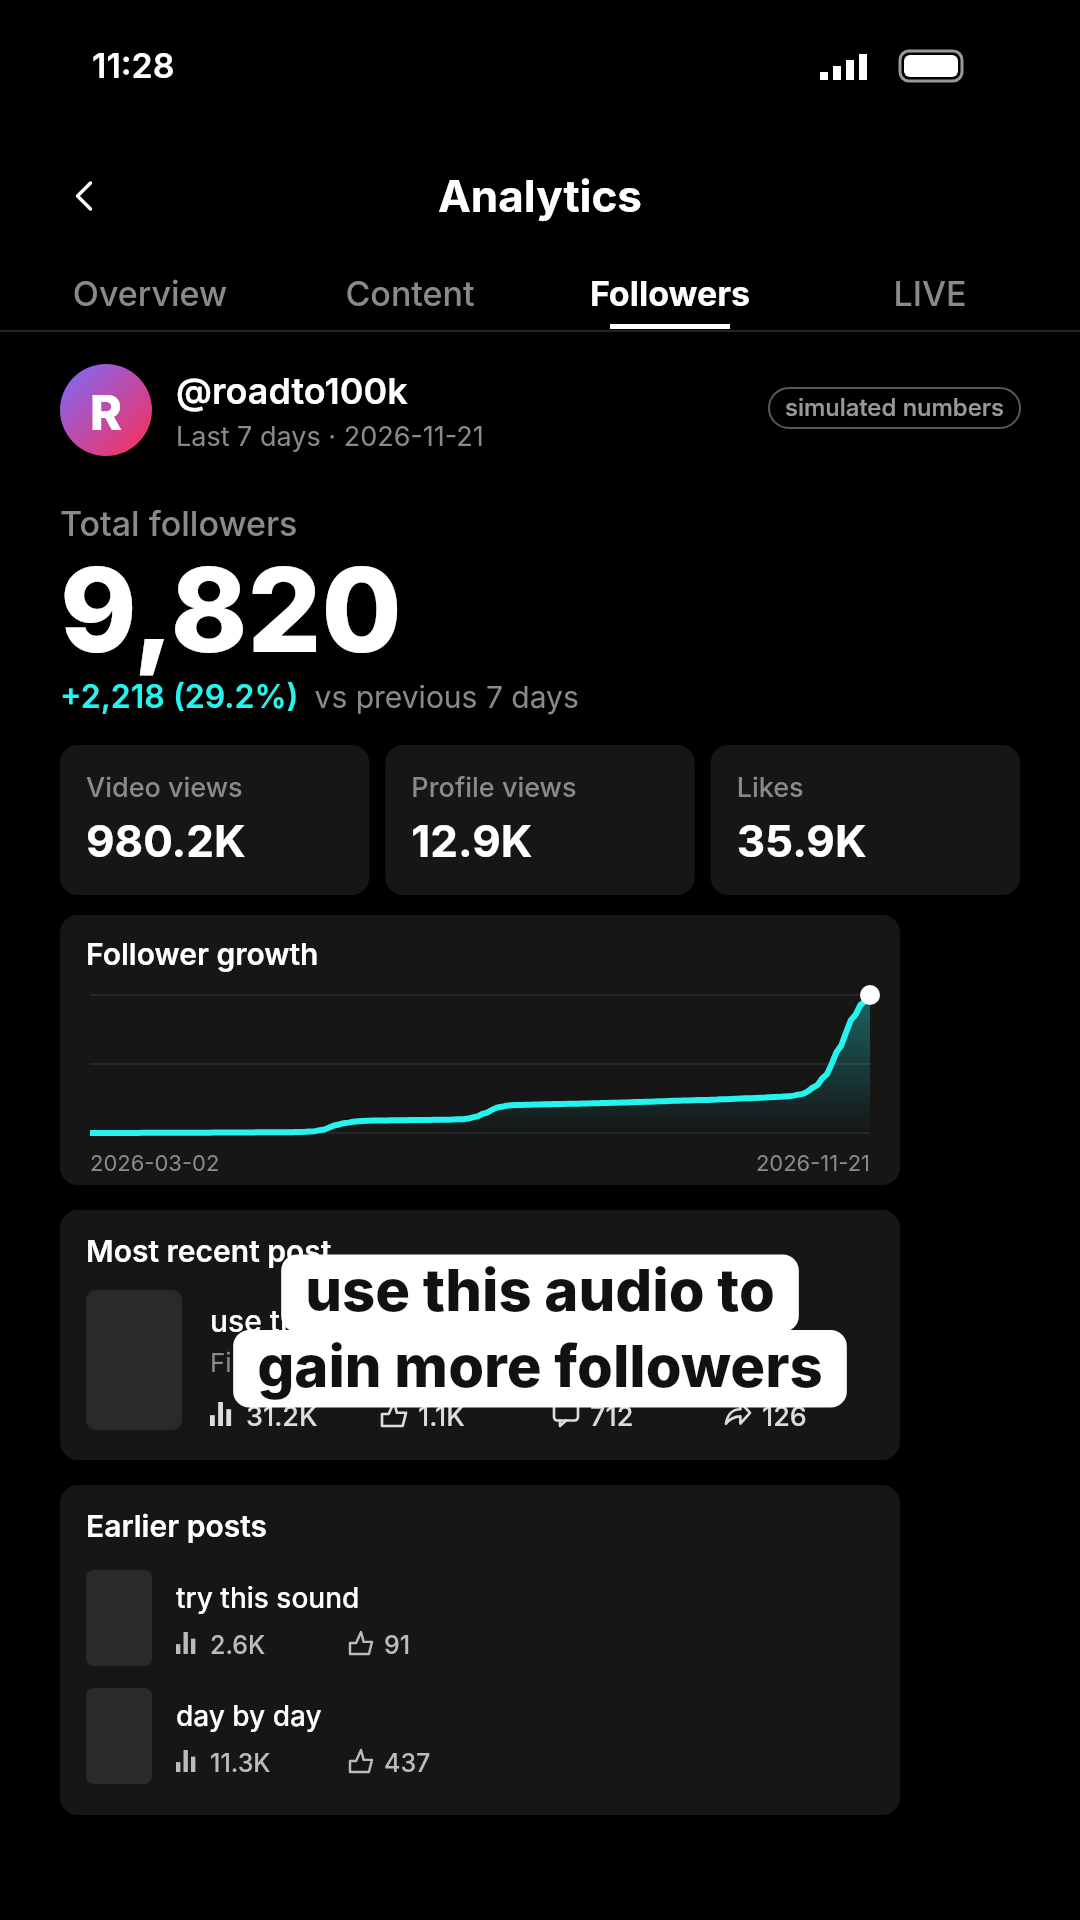 11:28
Analytics
Overview Content Followers LIVE
R
@roadto100k
simulated numbers
Last 7 days · 2026-11-21
Total followers
9,820
+2,218 (29.2%) vs previous 7 days
Video views Profile views Likes
980.2K 12.9K 35.9K
Follower growth
2026-03-02 2026-11-21
Most recent post
use this audio to
gain more followers
use
31.2K 1.1K 712 126
Earlier posts
try this sound
2.6K 91
day by day
11.3K 437